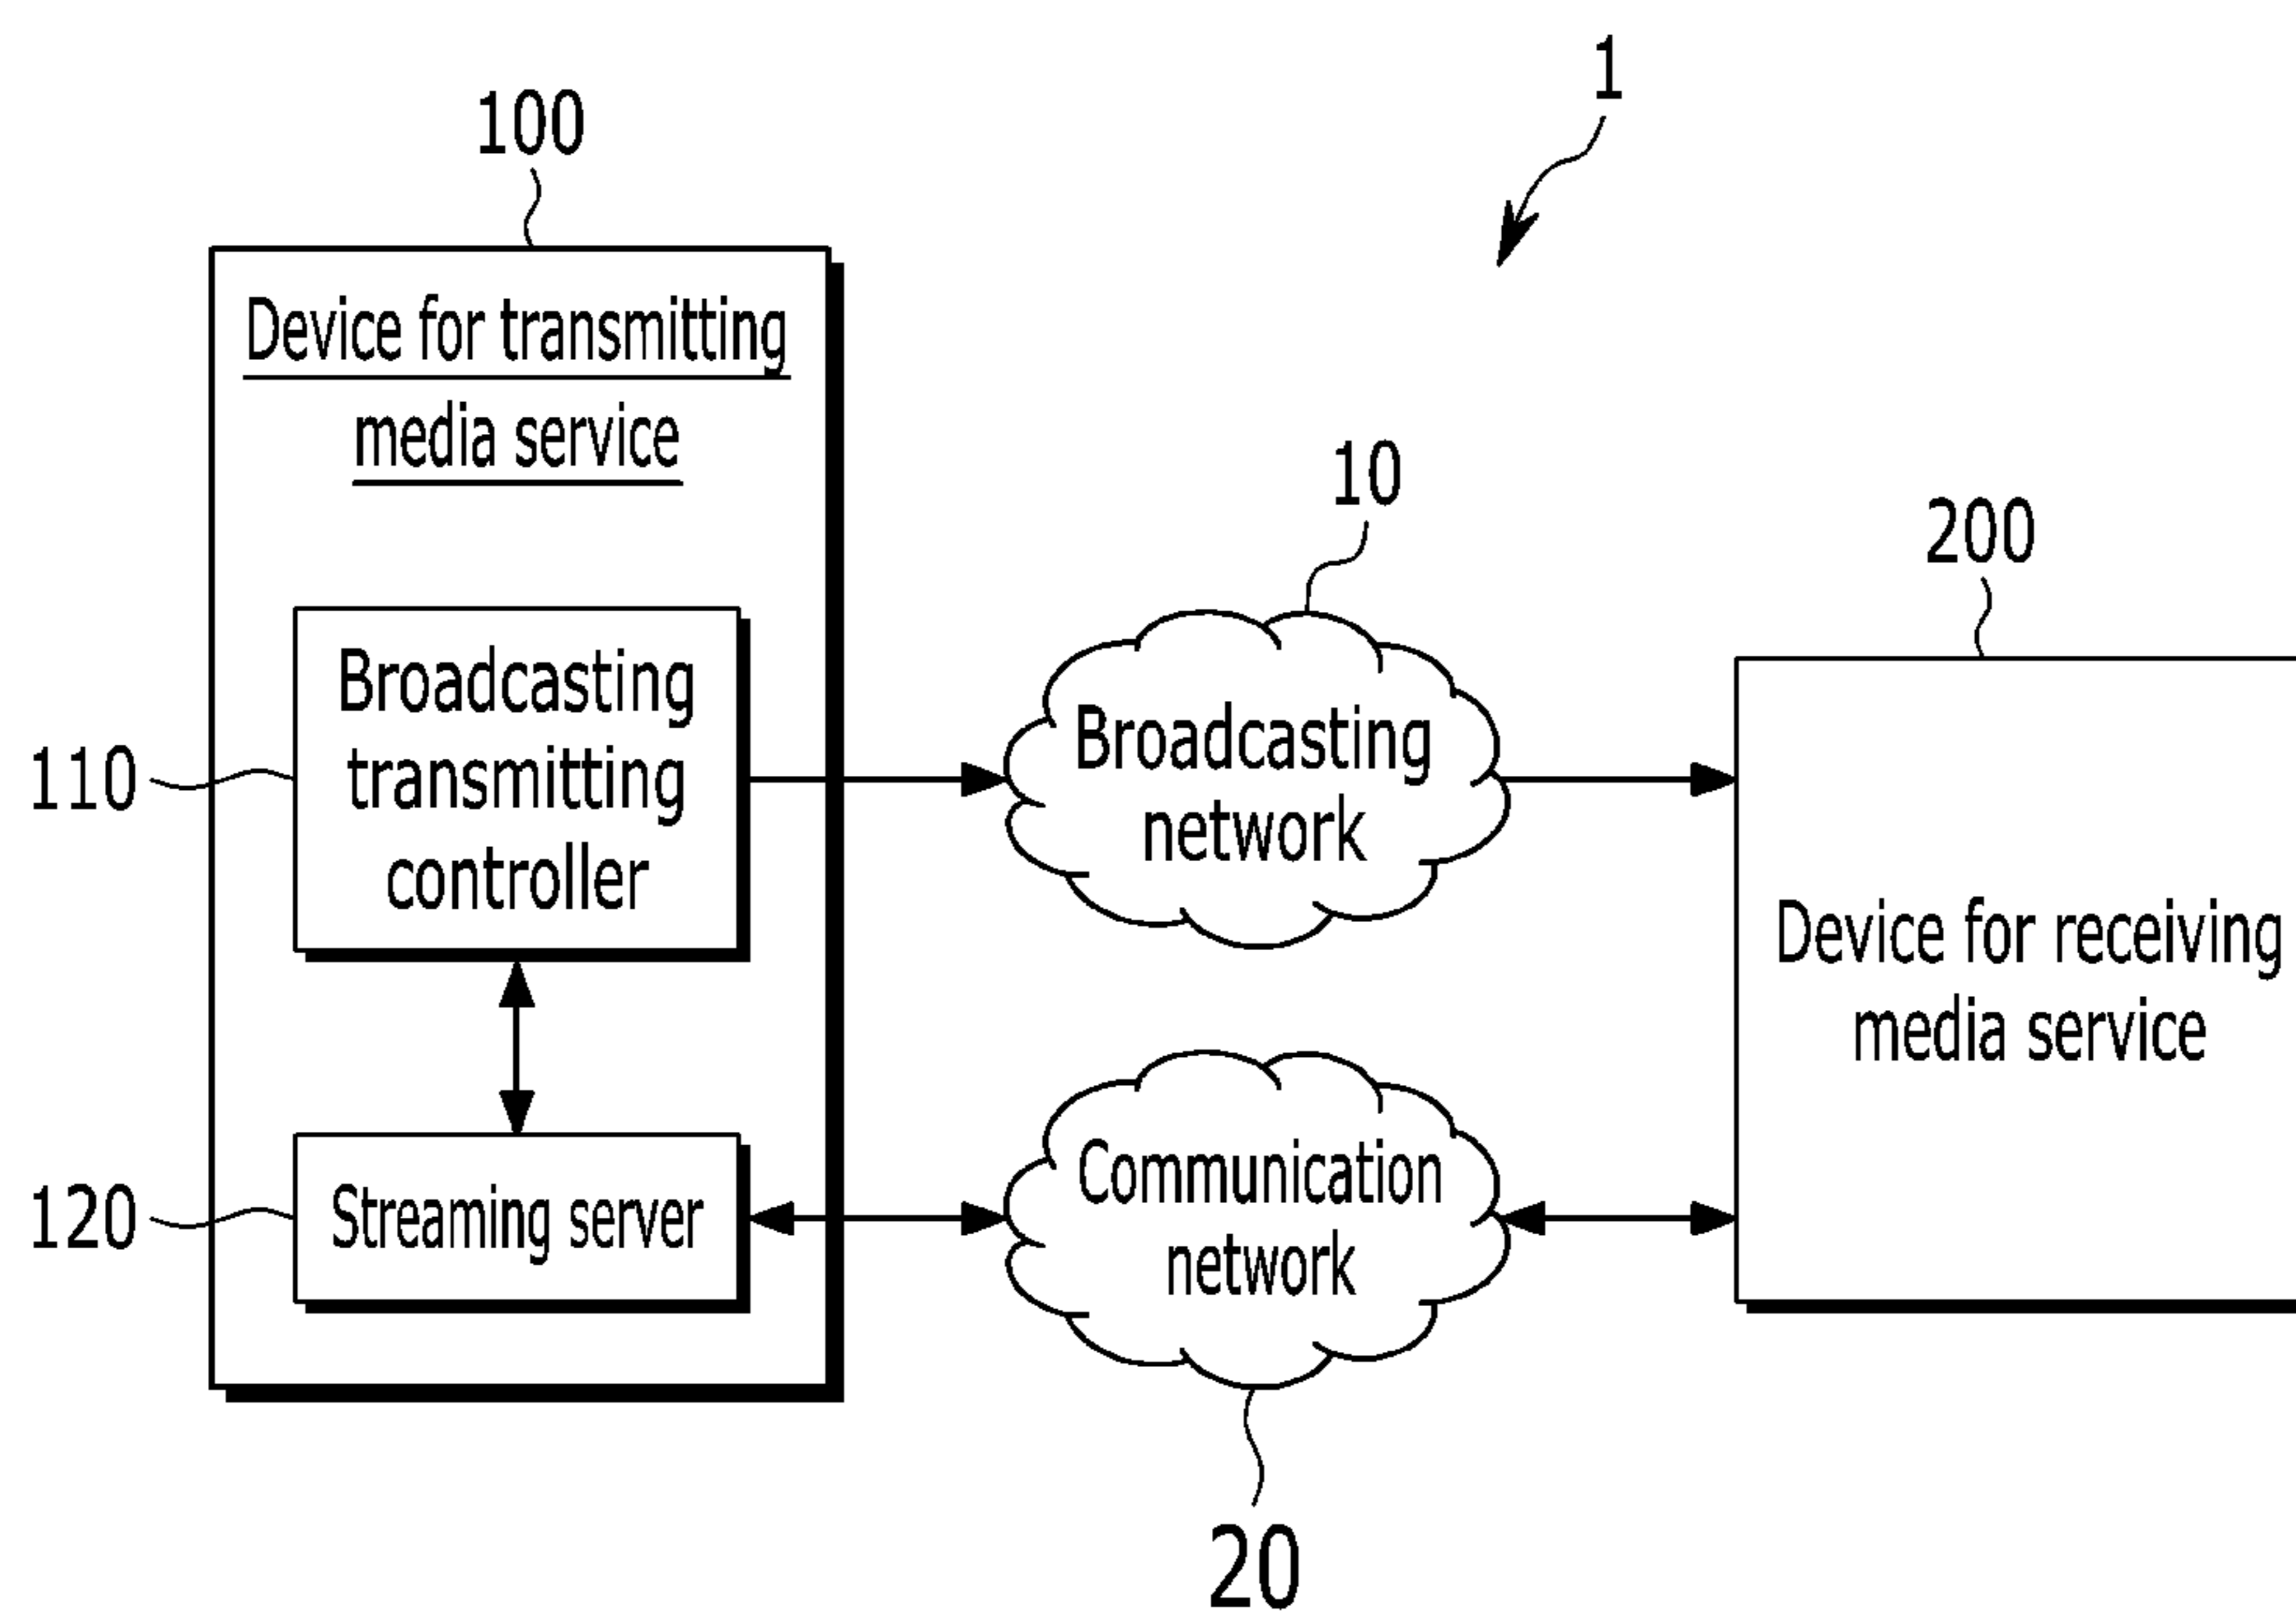 1
100
Device for transmitting
media service
10
200
Broadcasting
transmitting
controller
110
Broadcasting
network
Device for receiving
media service
Communication
network
120
Streaming server
20